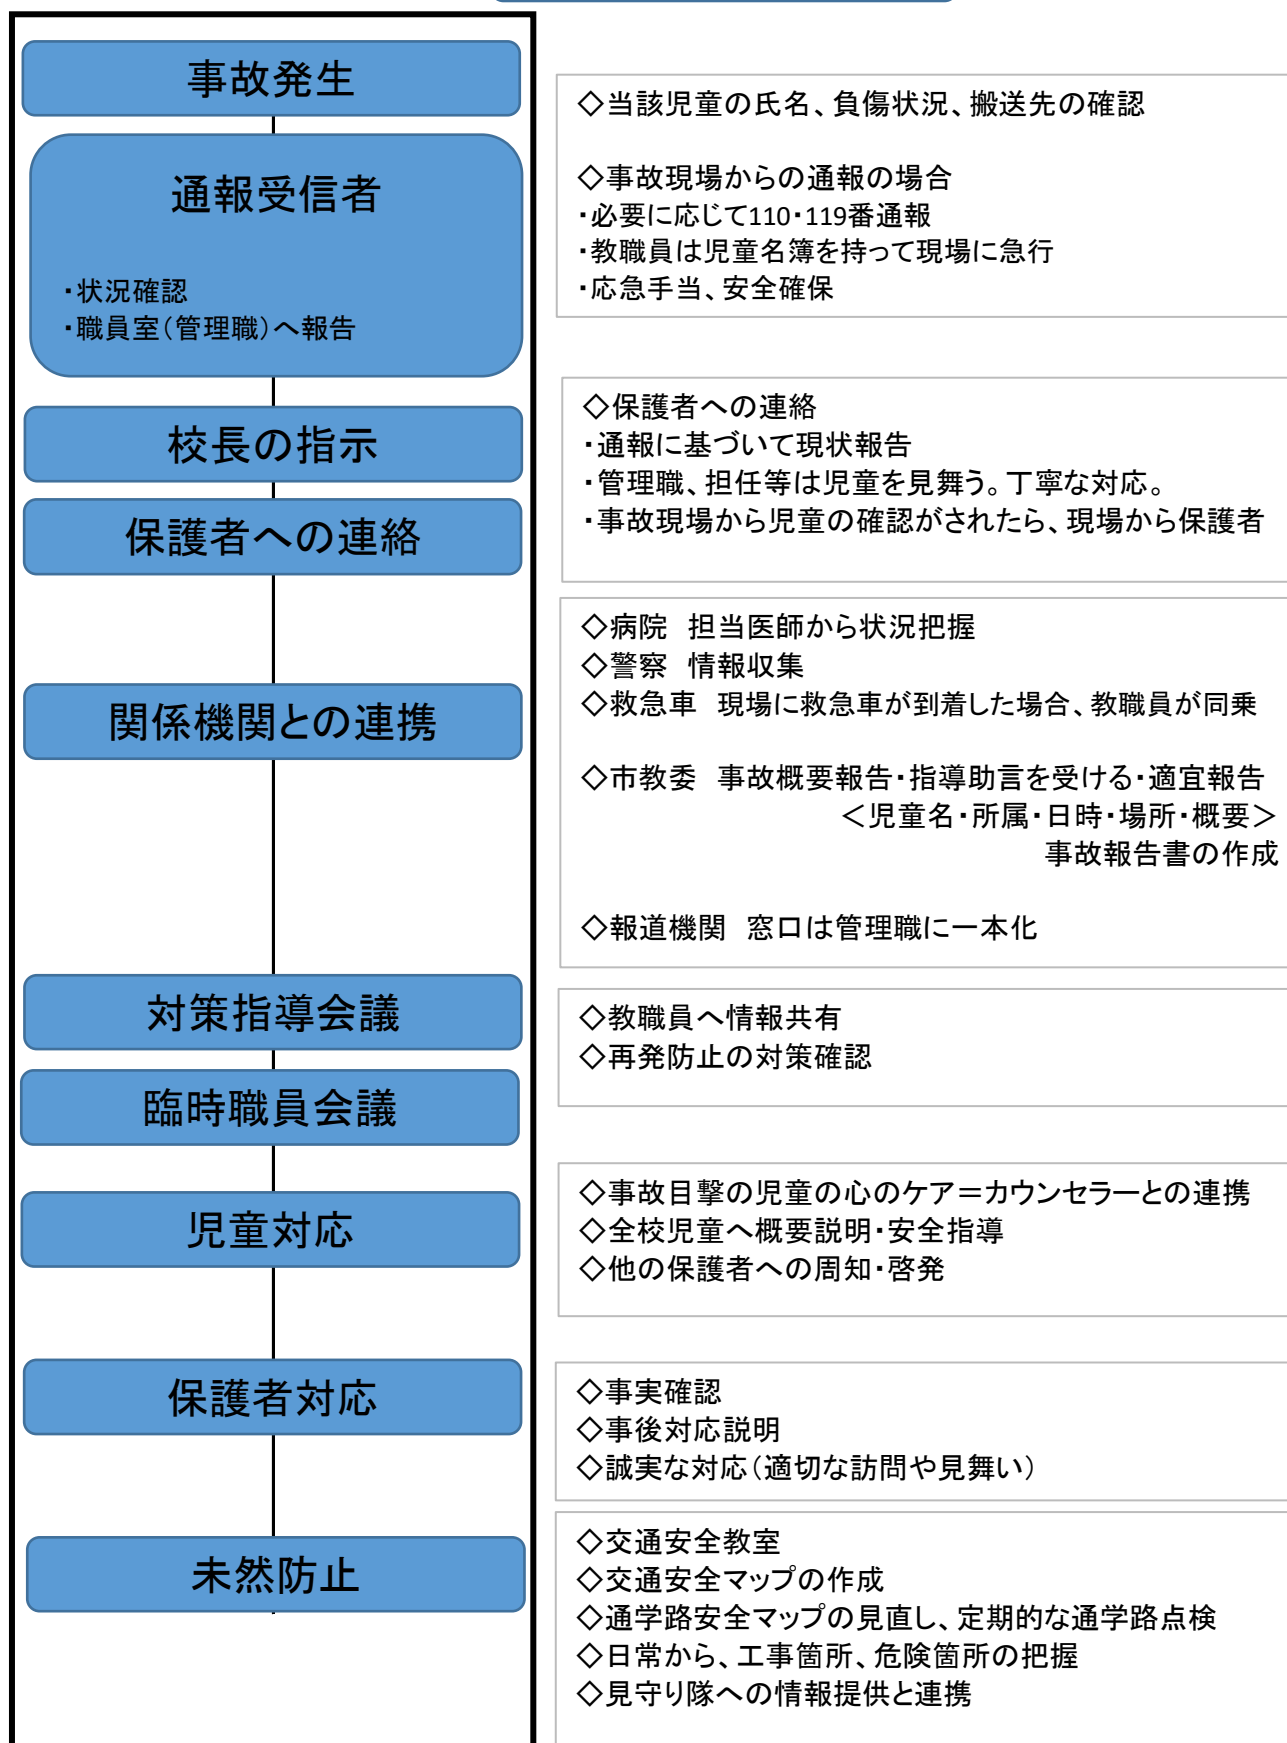 事故発生
◇当該児童の氏名、負傷状況、搬送先の確認
◇事故現場からの通報の場合
・必要に応じて110・119番通報
・教職員は児童名簿を持って現場に急行
・応急手当、安全確保
通報受信者
・状況確認
・職員室(管理職)へ報告
校長の指示
保護者への連絡
◇保護者への連絡
・通報に基づいて現状報告
・管理職、担任等は児童を見舞う。丁寧な対応。
・事故現場から児童の確認がされたら、現場から保護者
関係機関との連携
◇病院　担当医師から状況把握
◇警察　情報収集
◇救急車　現場に救急車が到着した場合、教職員が同乗
◇市教委　事故概要報告・指導助言を受ける・適宜報告
＜児童名・所属・日時・場所・概要＞
事故報告書の作成
◇報道機関　窓口は管理職に一本化
対策指導会議
臨時職員会議
◇教職員へ情報共有
◇再発防止の対策確認
児童対応
◇事故目撃の児童の心のケア＝カウンセラーとの連携
◇全校児童へ概要説明・安全指導
◇他の保護者への周知・啓発
保護者対応
◇事実確認
◇事後対応説明
◇誠実な対応(適切な訪問や見舞い)
未然防止
◇交通安全教室
◇交通安全マップの作成
◇通学路安全マップの見直し、定期的な通学路点検
◇日常から、工事箇所、危険箇所の把握
◇見守り隊への情報提供と連携